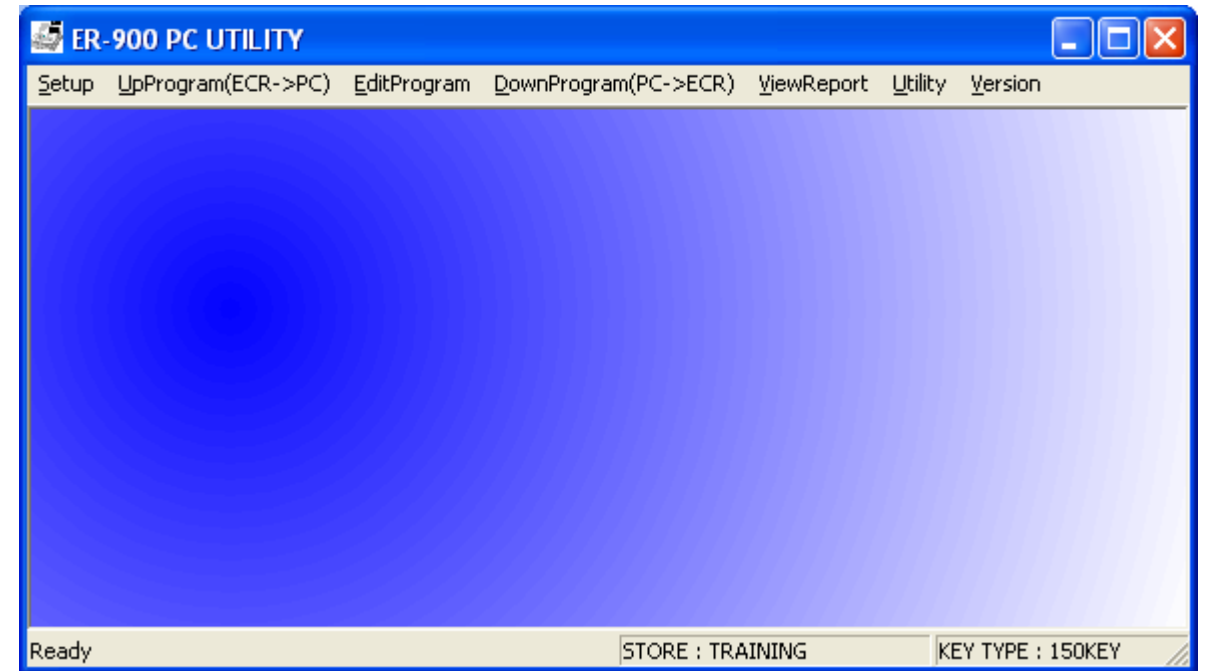 ER-900 PC UTILITY
Setup UpProgram(ECR->PC) EditProgram DownProgram(PC->ECR) ViewReport Utility Version
Ready STORE : TRAINING KEY TYPE : 150KEY